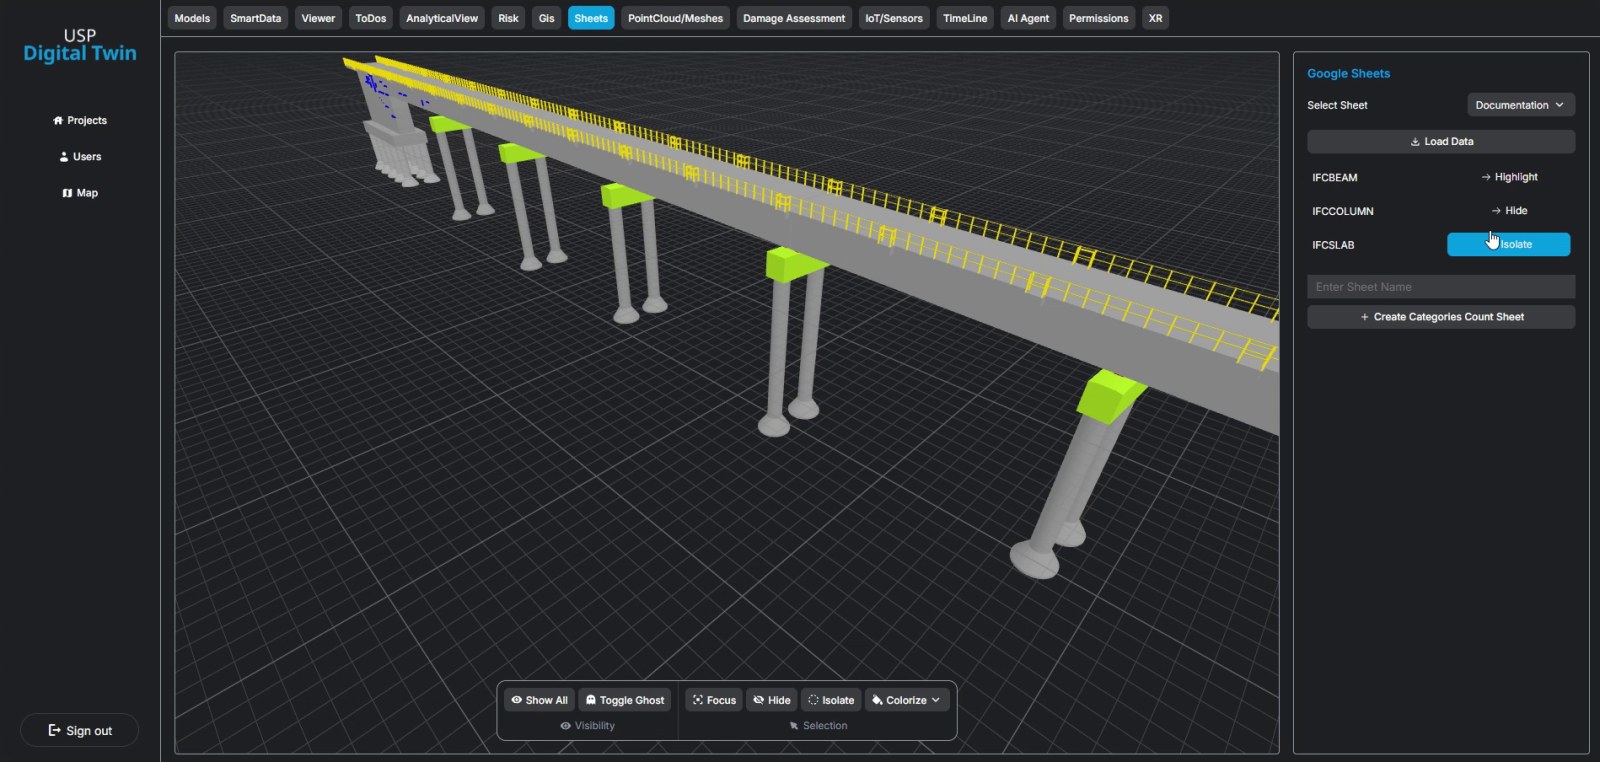 USP
Digital Twin
Projects
Users
Map
Sign out
Models SmartData Viewer ToDos AnalyticalView Risk Gis Sheets PointCloud/Meshes Damage Assessment IoT/Sensors TimeLine AI Agent Permissions XR
Show All Toggle Ghost Focus Hide Isolate Colorize
Visibility Selection
Google Sheets
Select Sheet Documentation
Load Data
IFCBEAM Highlight
IFCCOLUMN Hide
IFCSLAB Isolate
Enter Sheet Name
+ Create Categories Count Sheet